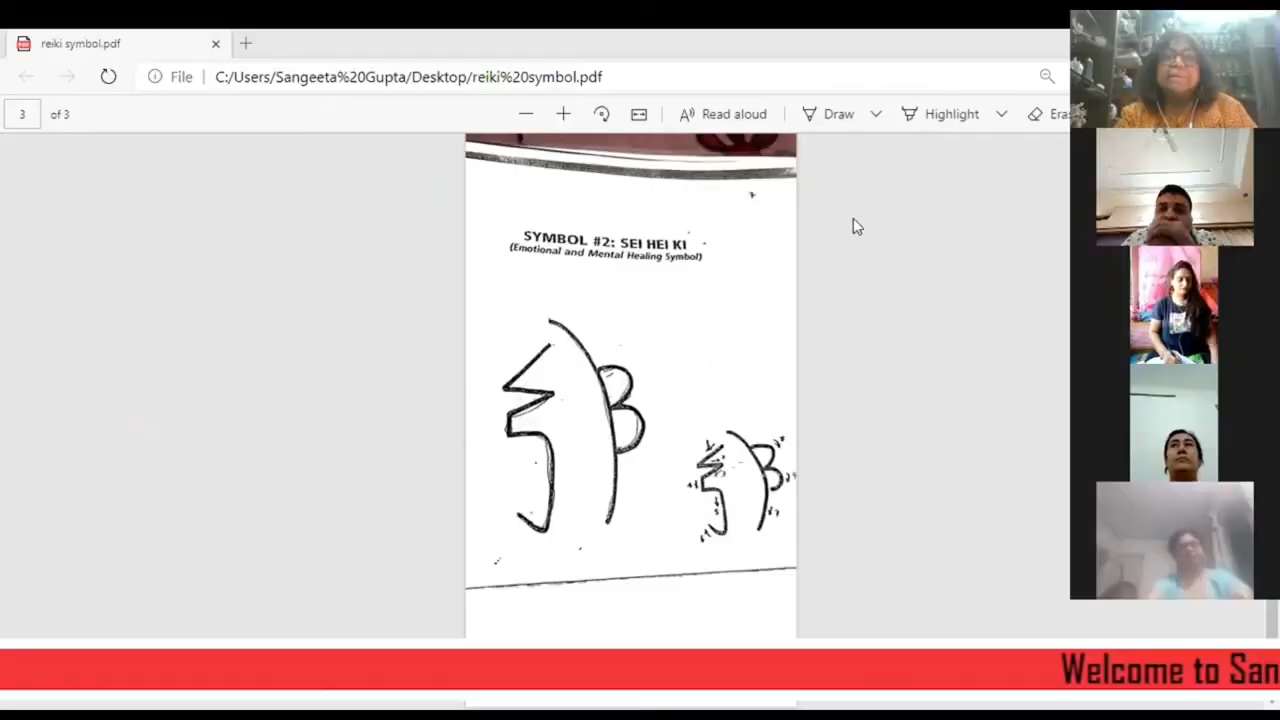 reiki symbol.pdf
File
C:/Users/Sangeeta%20Gupta/Desktop/reiki%20symbol.pdf
3 of 3
Read aloud
Draw
Highlight
Era
SYMBOL #2: SEI HEI KI
(Emotional and Mental Healing Symbol)
Welcome to San